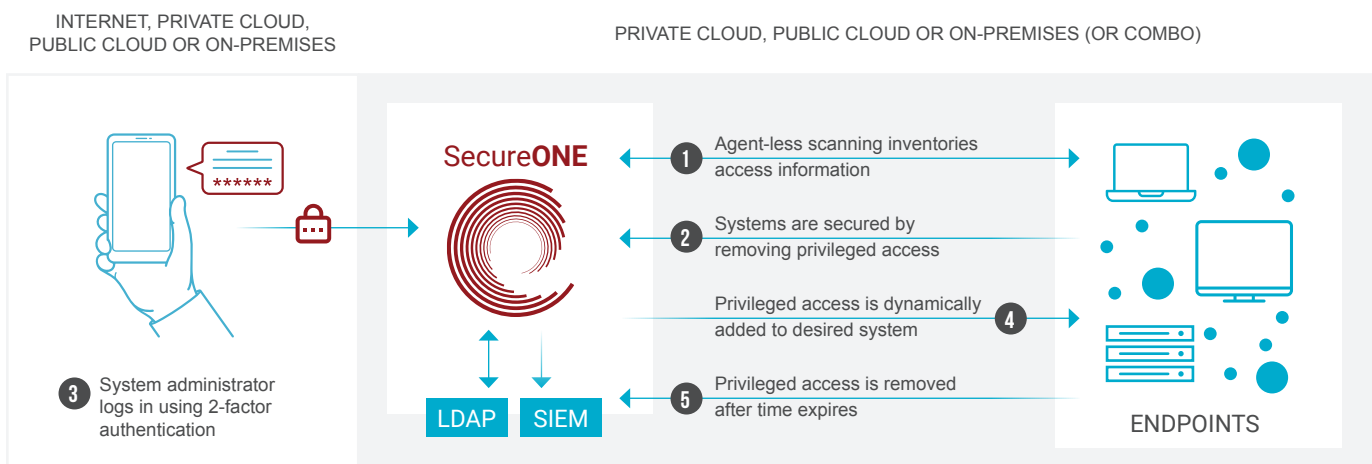 INTERNET, PRIVATE CLOUD,
PUBLIC CLOUD OR ON-PREMISES
PRIVATE CLOUD, PUBLIC CLOUD OR ON-PREMISES (OR COMBO)
******
3
System administrator
logs in using 2-factor
authentication
SecureONE
LDAP
SIEM
1
Agent-less scanning inventories
access information
2
Systems are secured by
removing privileged access
Privileged access is dynamically
added to desired system
4
5
Privileged access is removed
after time expires
ENDPOINTS